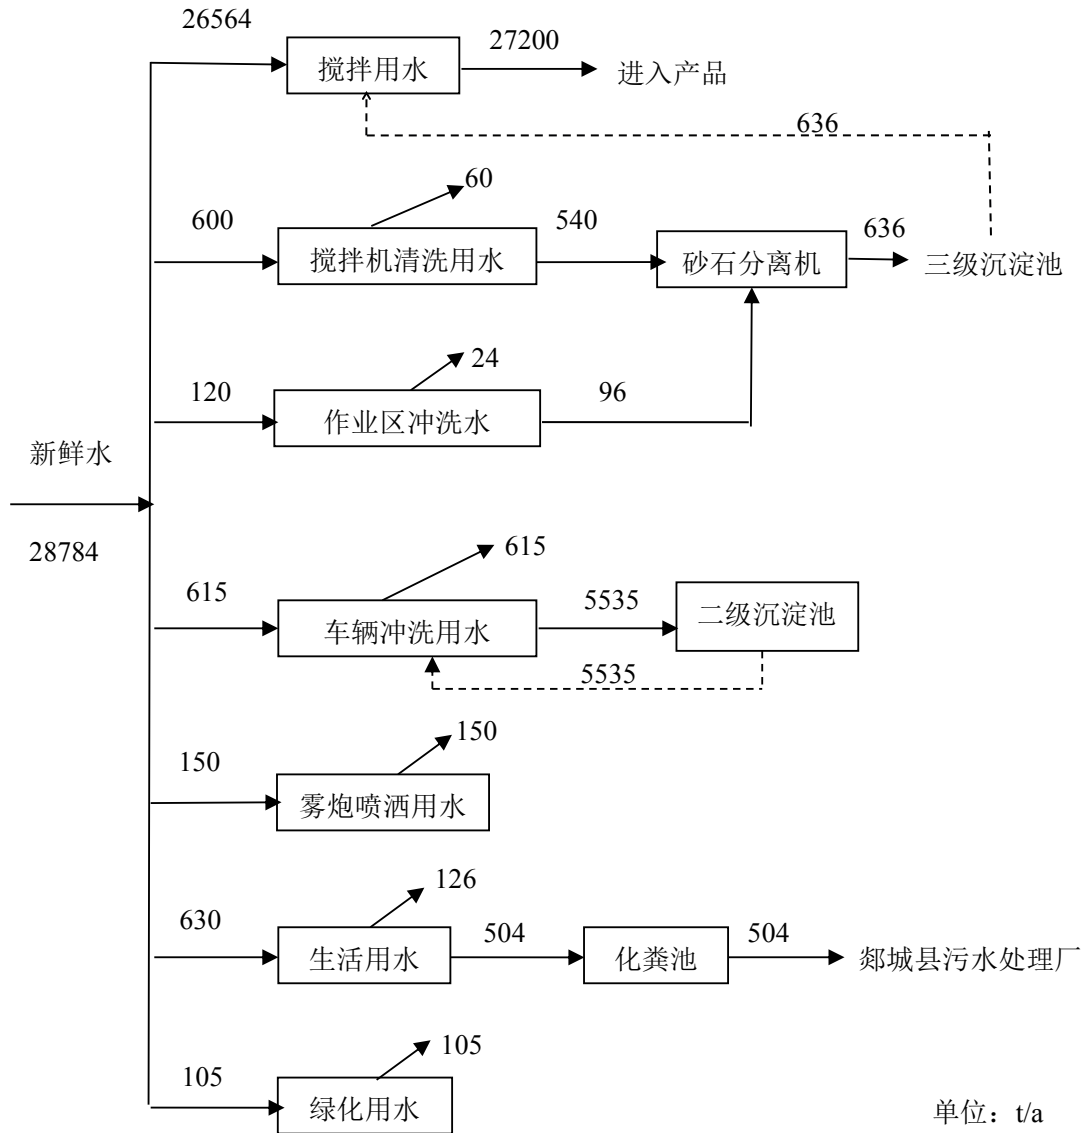 26564
搅拌用水
27200
进入产品
636
60
600
搅拌机清洗用水
540
砂石分离机
636
三级沉淀池
24
120
作业区冲洗水
96
新鲜水
28784
615
615
车辆冲洗用水
5535
二级沉淀池
5535
150
150
雾炮喷洒用水
126
630
生活用水
504
化粪池
504
郯城县污水处理厂
105
105
绿化用水
单位：t/a